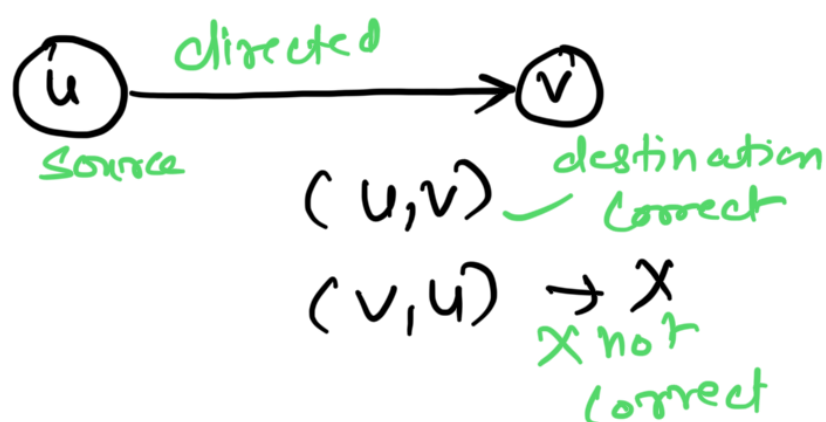 directed
u v
source destination
(u,v) ✓ correct
(v,u) → X
X not
correct